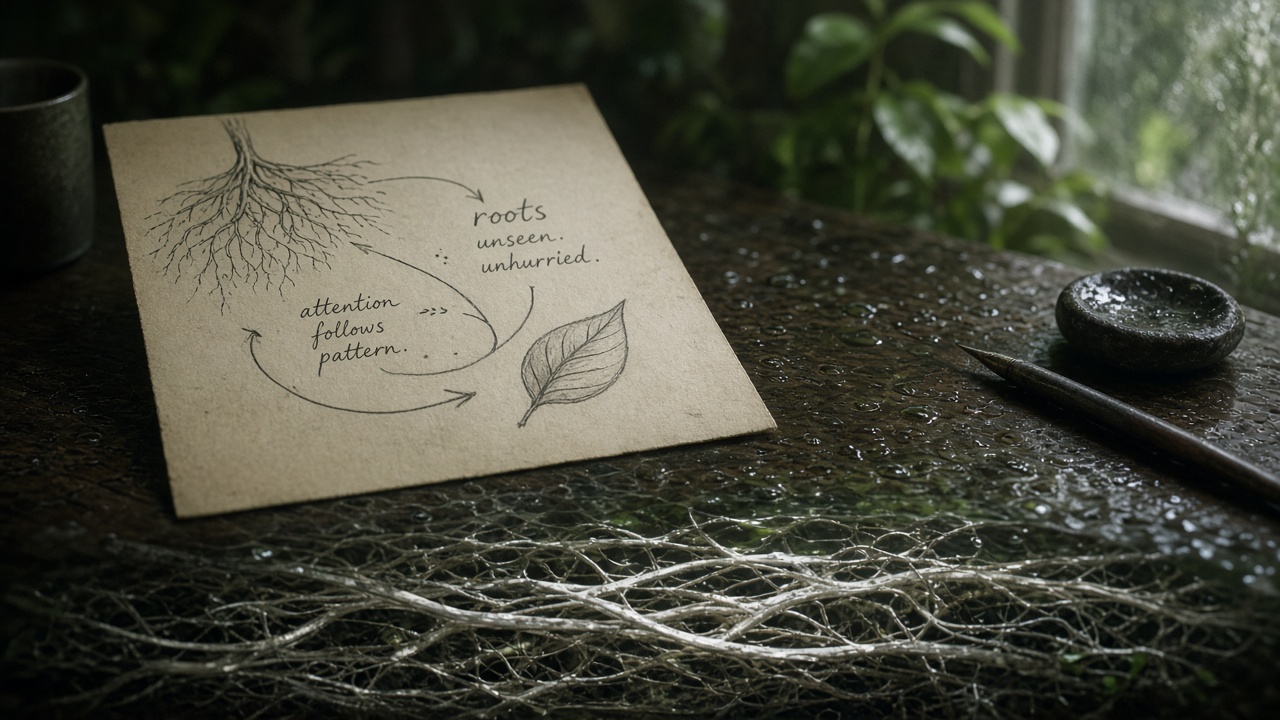 roots
unseen.
unhurried.
attention
follows
pattern.